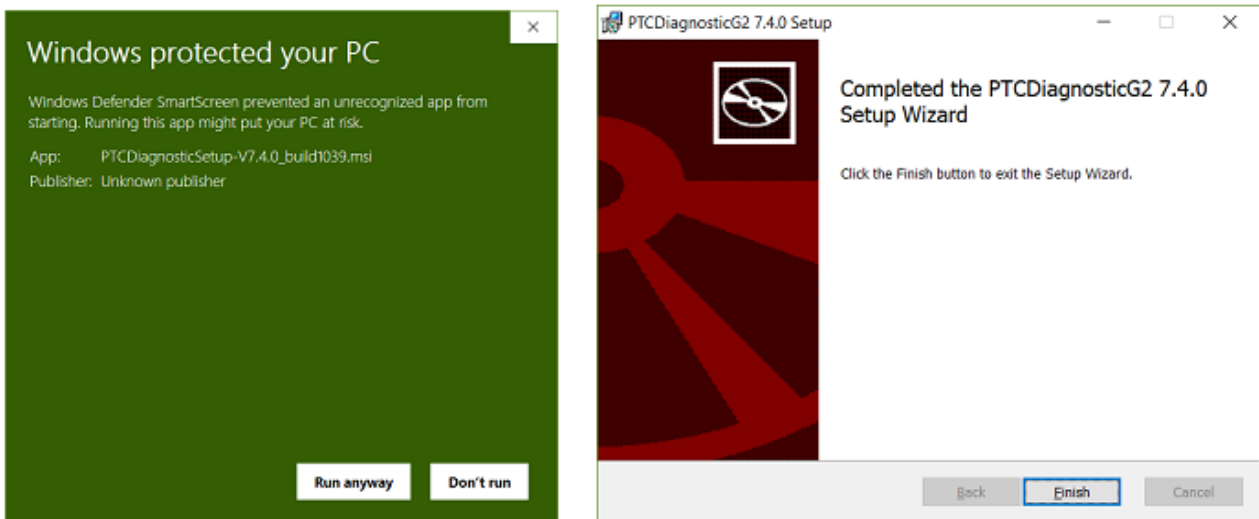 Windows protected your PC
Windows Defender SmartScreen prevented an unrecognized app from
starting. Running this app might put your PC at risk.
App: PTCDiagnosticSetup-V7.4.0_build1039.msi
Publisher: Unknown publisher
Run anyway
Don't run
PTCDiagnosticG2 7.4.0 Setup
Completed the PTCDiagnosticG2 7.4.0
Setup Wizard
Click the Finish button to exit the Setup Wizard.
Back
Finish
Cancel